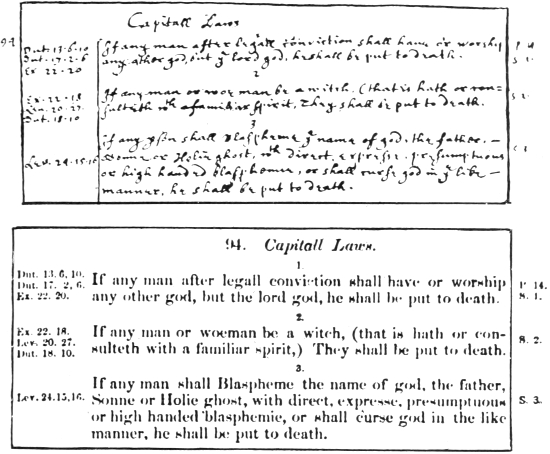 Capitall Laws
94
Dut. 13-6-10 If any man after legall conviction shall have or worship P 14
Dut. 17-2-6 any other god, but ye lord god, he shall be put to death. S 1.
Ex 22-20
2
Ex. 22-18 If any man or woeman be a witch. (that is hath or con-
Lev. 20-27 sulteth wth a familiar spirit, They shall be put to death. S 2.
Dut. 18-10
3
If any pson shall Blaspheme ye name of god, the father, -
Lev. 24.15.16 Sonne or Holie ghost, wth direct, expresse, presumptuous
or high handed blasphemie, or shall curse god in ye like -
manner, he shall be put to death.
94. Capitall Laws.
1.
Dut. 13. 6, 10. If any man after legall conviction shall have or worship P. 14.
Dut. 17. 2, 6. any other god, but the lord god, he shall be put to death. S. 1.
Ex. 22. 20.
2.
Ex. 22. 18. If any man or woeman be a witch, (that is hath or con-
Lev. 20. 27. sulteth with a familiar spirit,) They shall be put to death. S. 2.
Dut. 18. 10.
3.
If any man shall Blaspheme the name of god, the father,
Lev. 24.15,16. Sonne or Holie ghost, with direct, expresse, presumptuous S. 3.
or high handed blasphemie, or shall curse god in the like
manner, he shall be put to death.